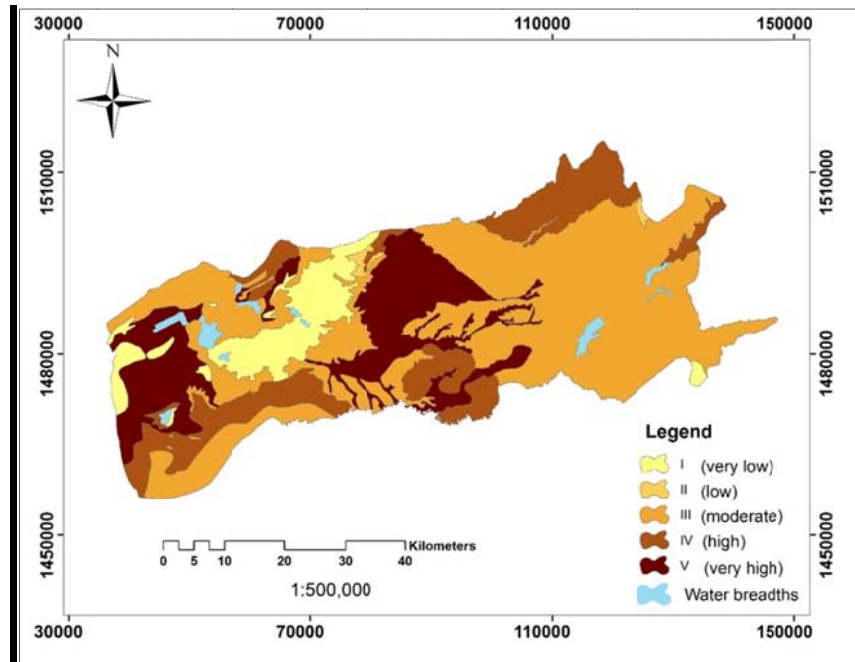 30000 70000 110000 150000
N
1510000 1510000
1480000 1480000
Legend
I (very low)
II (low)
III (moderate)
IV (high)
V (very high)
Water breadths
1450000 1450000
Kilometers
0 5 10 20 30 40
1:500,000
30000 70000 110000 150000